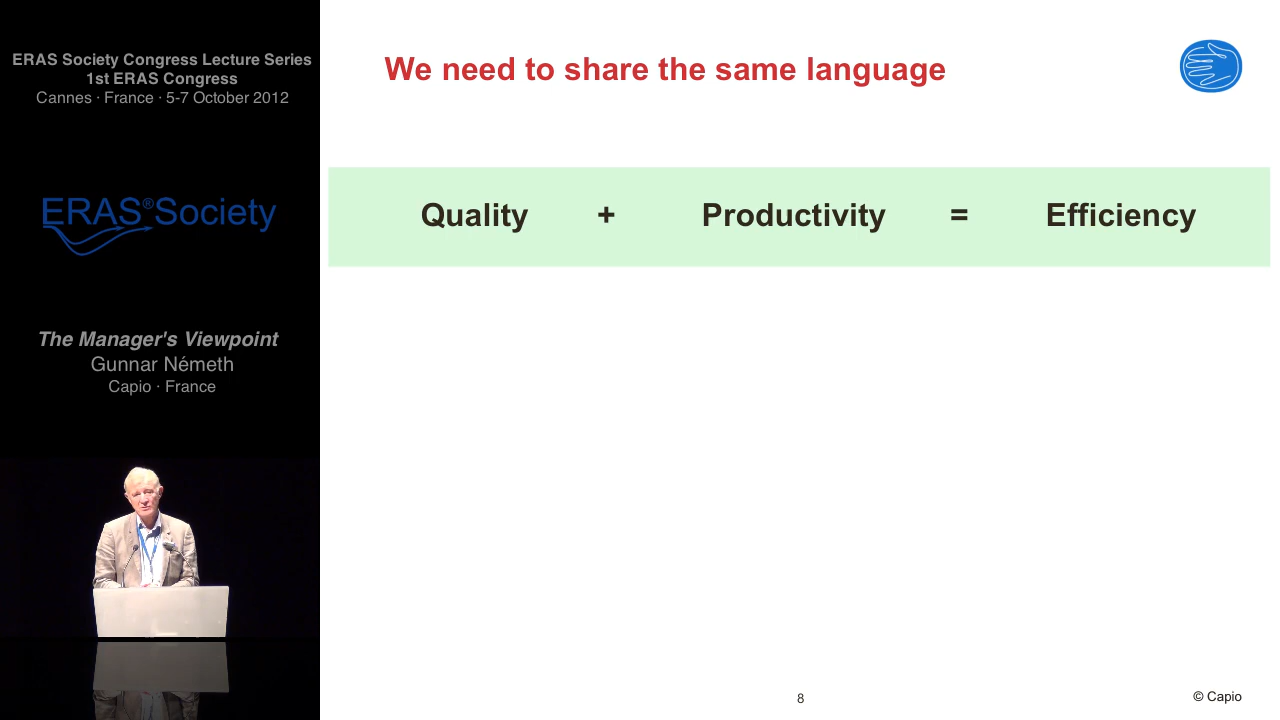 ERAS Society Congress Lecture Series
1st ERAS Congress
Cannes · France · 5-7 October 2012
ERAS®Society
The Manager's Viewpoint
Gunnar Németh
Capio · France
We need to share the same language
Quality + Productivity = Efficiency
8
© Capio